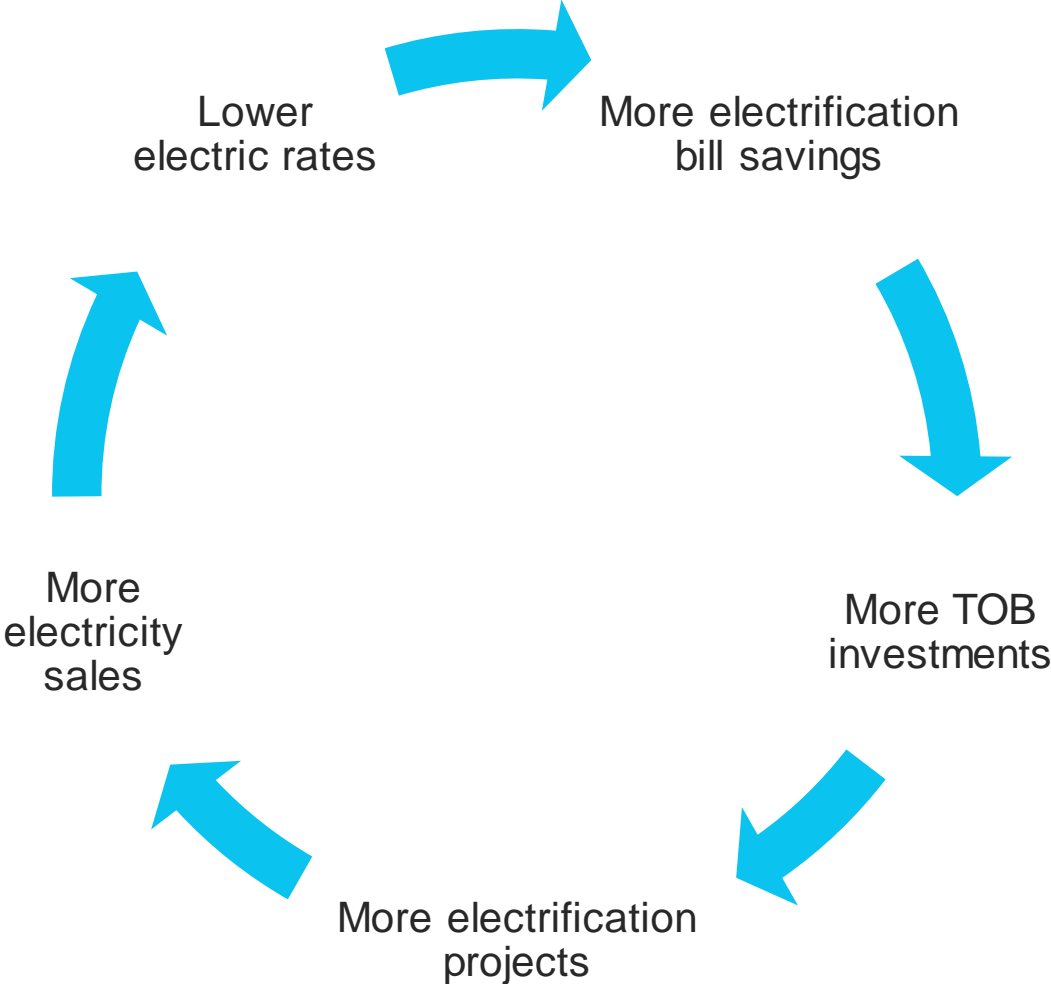 Lower
electric rates
More electrification
bill savings
More TOB
investments
More electrification
projects
More
electricity
sales